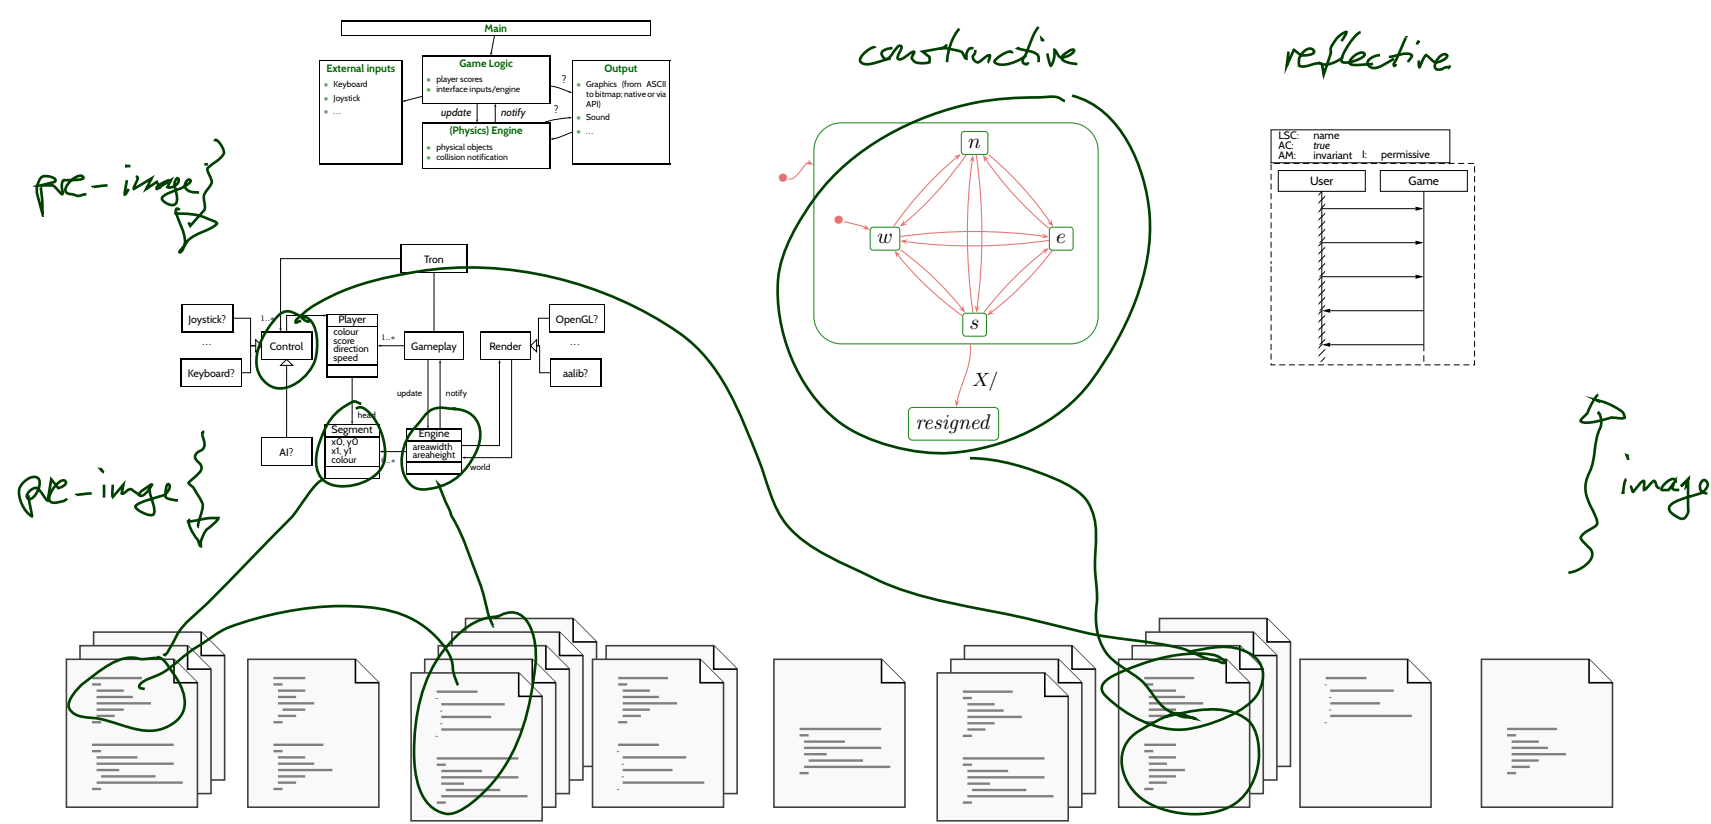 Main
External inputs
Keyboard
Joystick
...
Game Logic
player scores
interface inputs/engine
update
notify
?
?
(Physics) Engine
physical objects
collision notification
Output
Graphics (from ASCII
to bitmap; native or via
API)
Sound
...
constructive
reflective
pre-image
LSC: name
AC: true
AM: invariant I: permissive
User
Game
n
w
e
s
X/
resigned
Tron
Joystick?
...
Keyboard?
1..*
Control
Player
colour
score
direction
speed
1..*
Gameplay
Render
OpenGL?
...
aalib?
update
notify
head
AI?
Segment
x0, y0
x1, y1
colour
Engine
areawidth
areaheight
world
pre-image
image